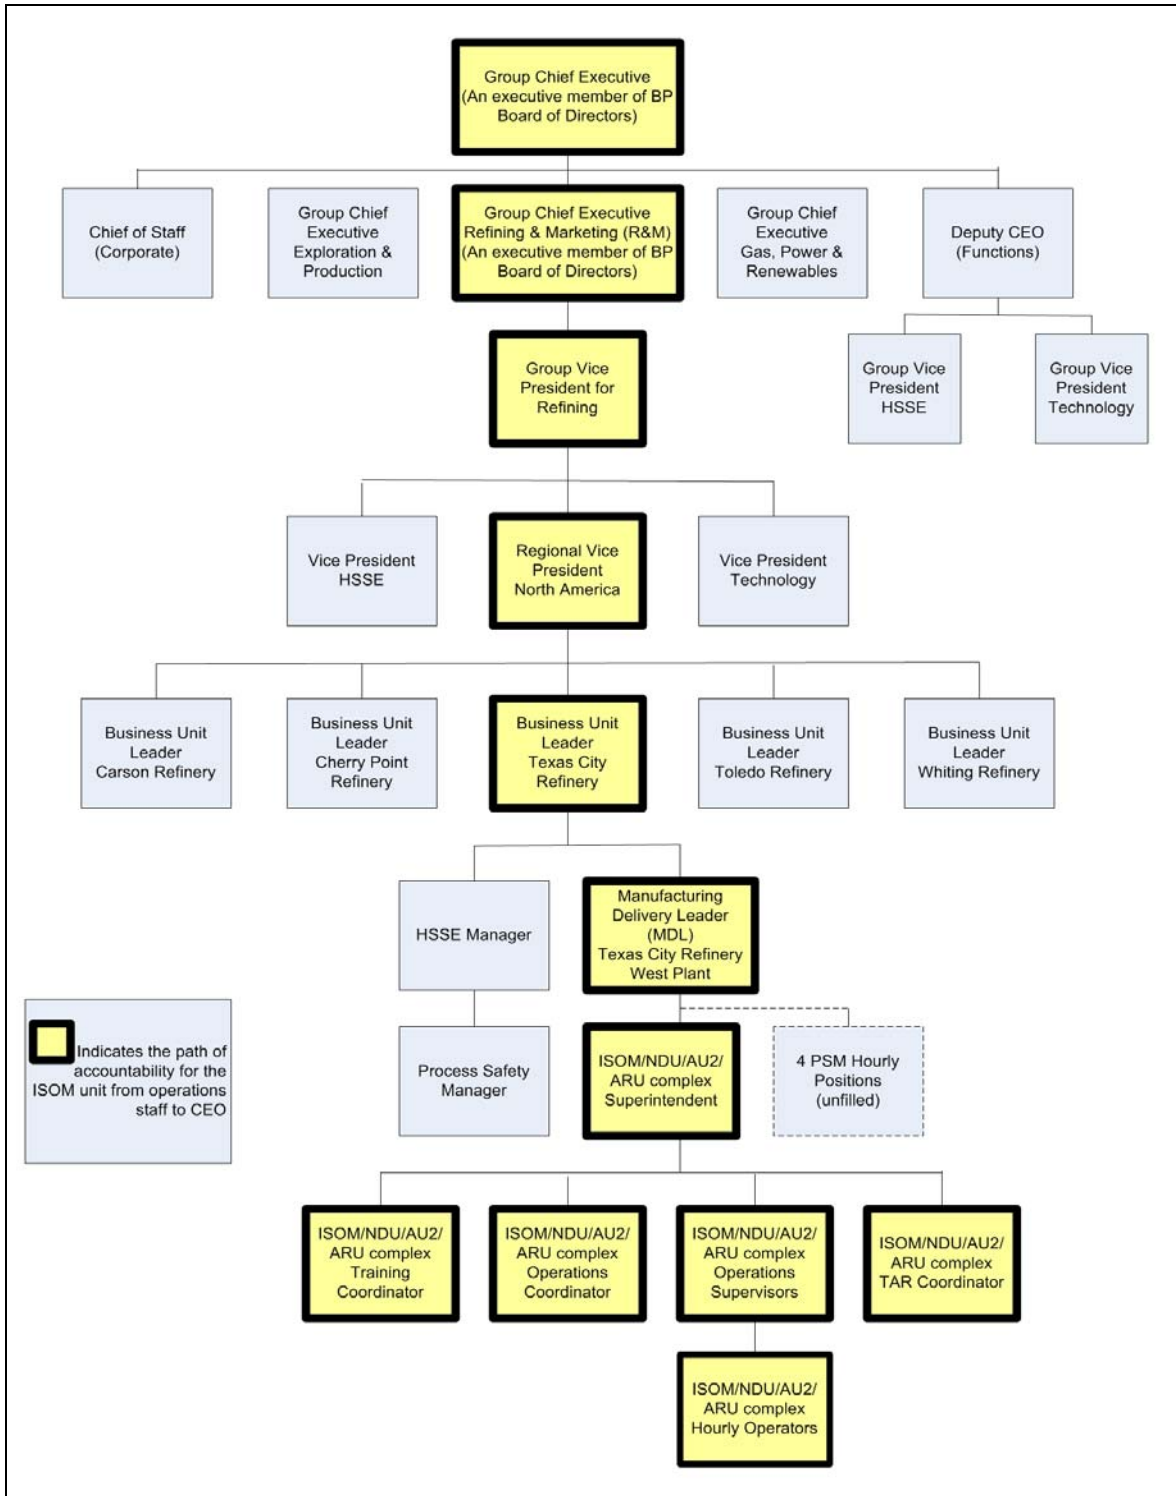 Group Chief Executive
(An executive member of BP
Board of Directors)
Chief of Staff
(Corporate)
Group Chief
Executive
Exploration &
Production
Group Chief Executive
Refining & Marketing (R&M)
(An executive member of BP
Board of Directors)
Group Chief
Executive
Gas, Power &
Renewables
Deputy CEO
(Functions)
Group Vice
President for
Refining
Group Vice
President
HSSE
Group Vice
President
Technology
Vice President
HSSE
Regional Vice
President
North America
Vice President
Technology
Business Unit
Leader
Carson Refinery
Business Unit
Leader
Cherry Point
Refinery
Business Unit
Leader
Texas City
Refinery
Business Unit
Leader
Toledo Refinery
Business Unit
Leader
Whiting Refinery
HSSE Manager
Manufacturing
Delivery Leader
(MDL)
Texas City Refinery
West Plant
Indicates the path of
accountability for the
ISOM unit from operations
staff to CEO
Process Safety
Manager
ISOM/NDU/AU2/
ARU complex
Superintendent
4 PSM Hourly
Positions
(unfilled)
ISOM/NDU/AU2/
ARU complex
Training
Coordinator
ISOM/NDU/AU2/
ARU complex
Operations
Coordinator
ISOM/NDU/AU2/
ARU complex
Operations
Supervisors
ISOM/NDU/AU2/
ARU complex
TAR Coordinator
ISOM/NDU/AU2/
ARU complex
Hourly Operators